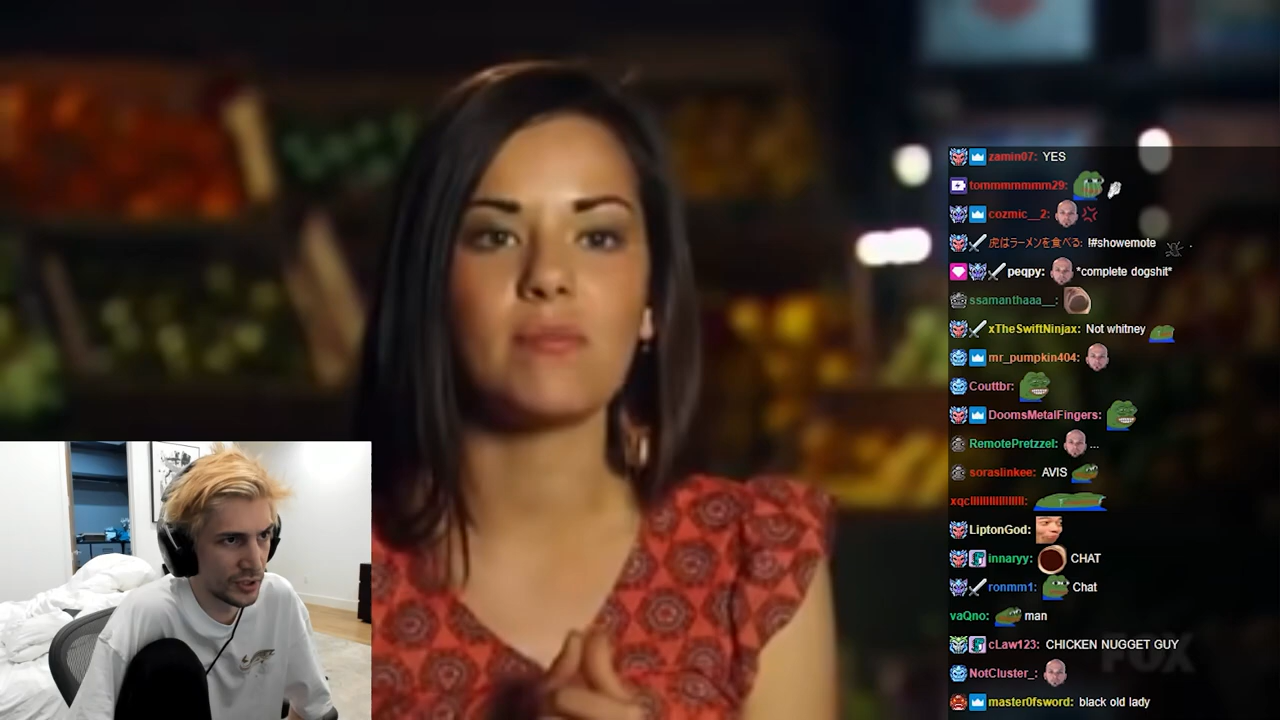 zamin07: YES
tommmmmmm29:
cozmic__2:
虎はラーメンを食べる: !#showemote .
peqpy: *complete dogshit*
ssamanthaaa__:
xTheSwiftNinjax: Not whitney
mr_pumpkin404:
Couttbr:
DoomsMetalFingers:
RemotePretzzel: ...
soraslinkee: AVIS
LiptonGod:
innaryy: CHAT
ronmm1: Chat
vaQno: man
cLaw123: CHICKEN NUGGET GUY
FOX
NotCluster_:
master0fsword: black old lady